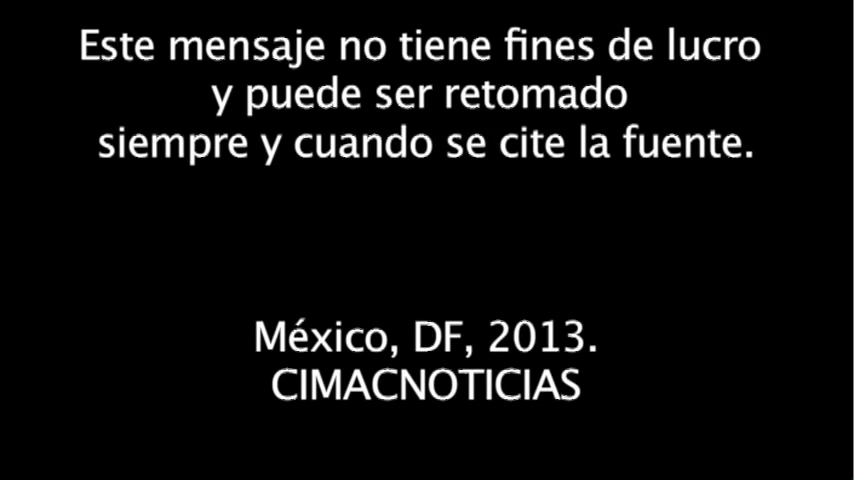 Este mensaje no tiene fines de lucro
y puede ser retomado
siempre y cuando se cite la fuente.
México, DF, 2013.
CIMACNOTICIAS